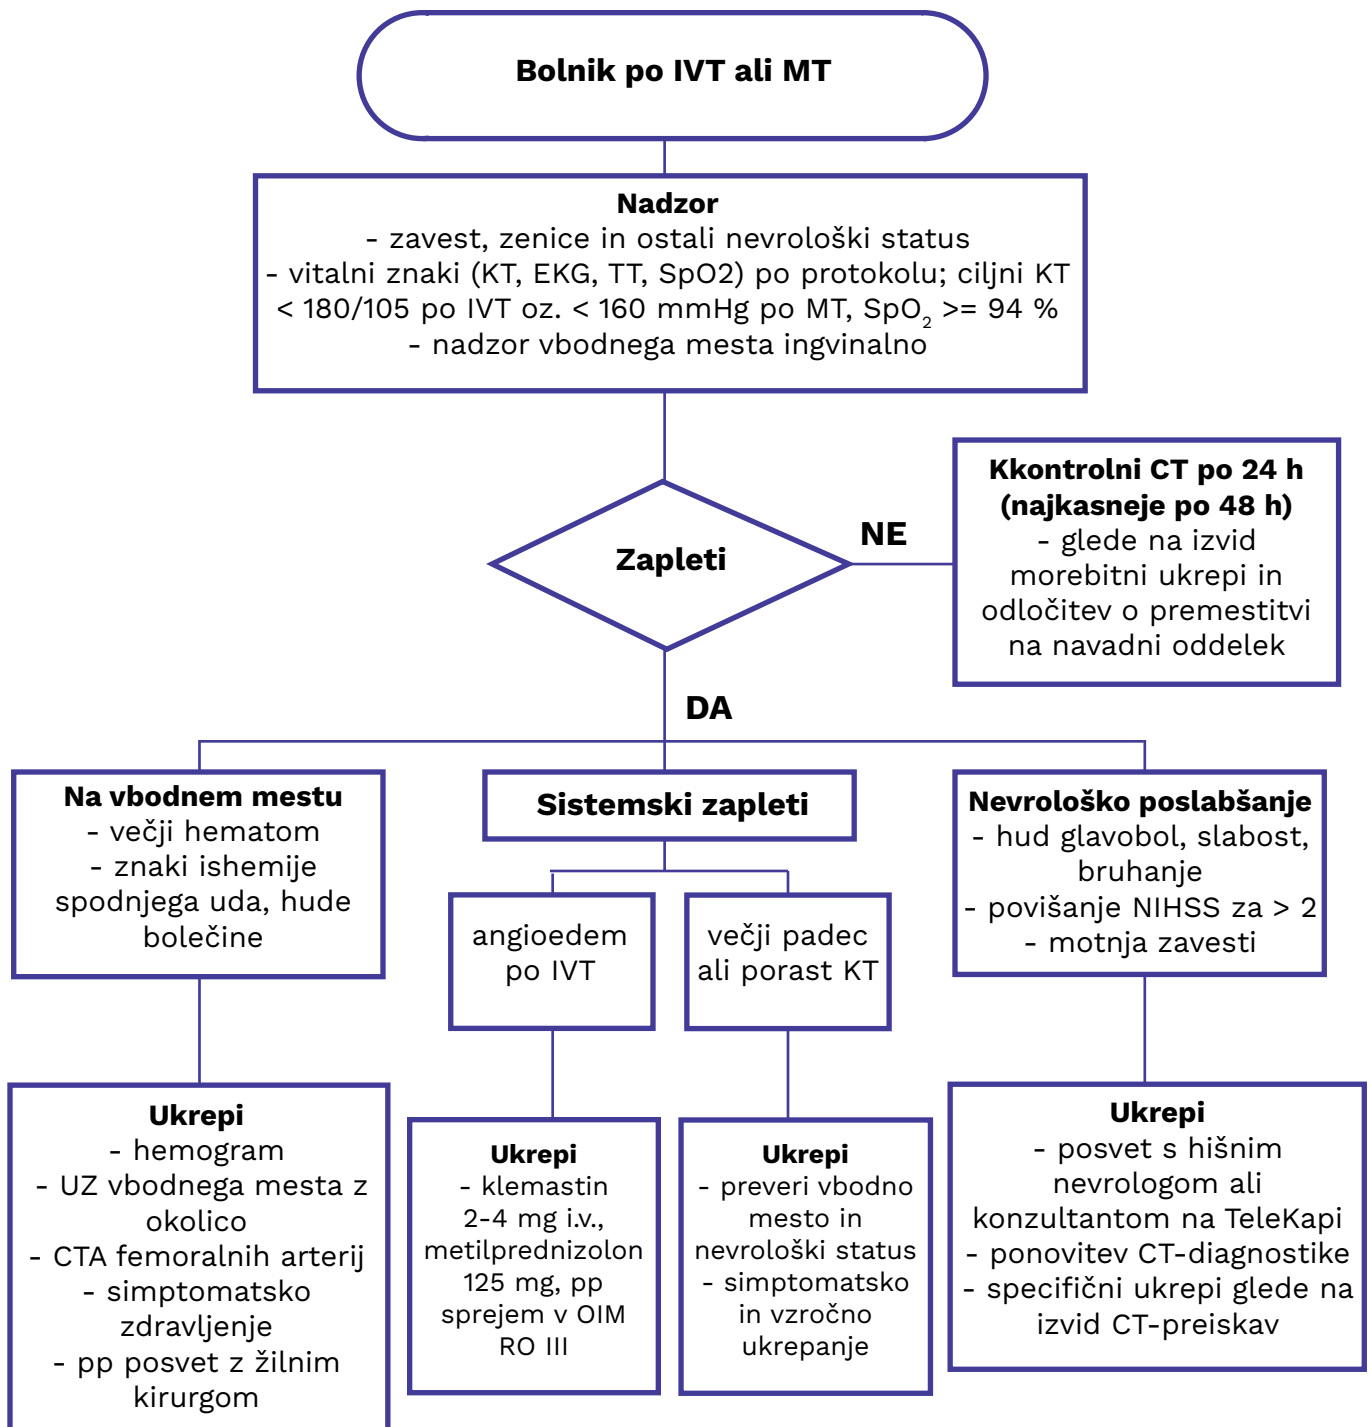 Bolnik po IVT ali MT
Nadzor
- zavest, zenice in ostali nevrološki status
- vitalni znaki (KT, EKG, TT, SpO2) po protokolu; ciljni KT
< 180/105 po IVT oz. < 160 mmHg po MT, SpO₂ >= 94 %
- nadzor vbodnega mesta ingvinalno
Kkontrolni CT po 24 h
(najkasneje po 48 h)
- glede na izvid
morebitni ukrepi in
odločitev o premestitvi
na navadni oddelek
NE
Zapleti
DA
Na vbodnem mestu
- večji hematom
- znaki ishemije
spodnjega uda, hude
bolečine
Sistemski zapleti
Nevrološko poslabšanje
- hud glavobol, slabost,
bruhanje
- povišanje NIHSS za > 2
- motnja zavesti
angioedem
po IVT
večji padec
ali porast KT
Ukrepi
- hemogram
- UZ vbodnega mesta z
okolico
- CTA femoralnih arterij
- simptomatsko
zdravljenje
- pp posvet z žilnim
kirurgom
Ukrepi
- klemastin
2-4 mg i.v.,
metilprednizolon
125 mg, pp
sprejem v OIM
RO III
Ukrepi
- preveri vbodno
mesto in
nevrološki status
- simptomatsko
in vzročno
ukrepanje
Ukrepi
- posvet s hišnim
nevrologom ali
konzultantom na TeleKapi
- ponovitev CT-diagnostike
- specifični ukrepi glede na
izvid CT-preiskav